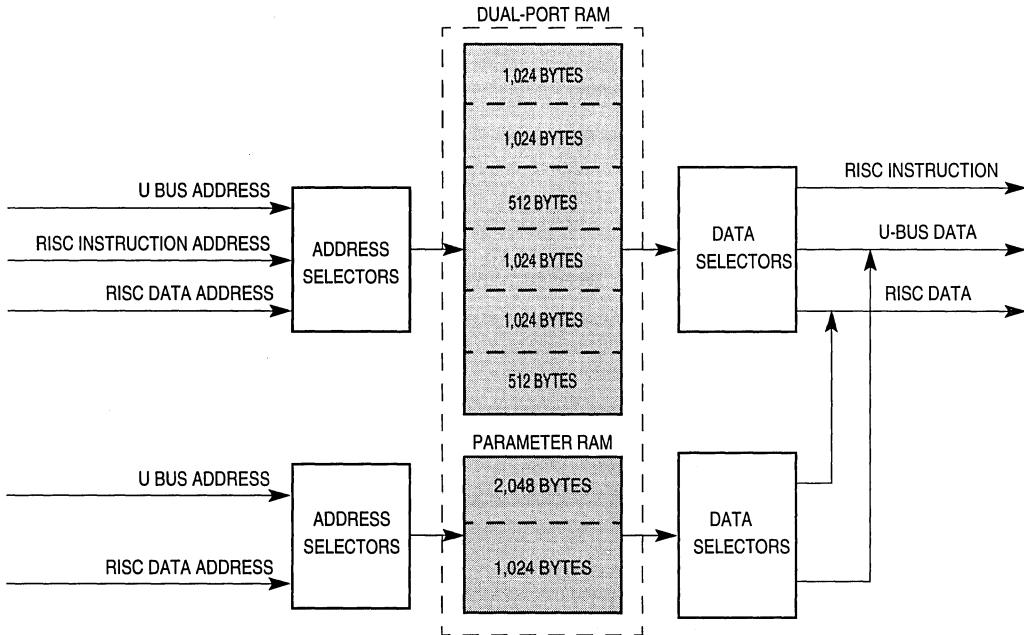 DUAL-PORT RAM
1,024 BYTES
1,024 BYTES
512 BYTES
1,024 BYTES
1,024 BYTES
512 BYTES
U BUS ADDRESS
RISC INSTRUCTION ADDRESS
RISC DATA ADDRESS
ADDRESS
SELECTORS
DATA
SELECTORS
RISC INSTRUCTION
U-BUS DATA
RISC DATA
PARAMETER RAM
2,048 BYTES
1,024 BYTES
U BUS ADDRESS
RISC DATA ADDRESS
ADDRESS
SELECTORS
DATA
SELECTORS